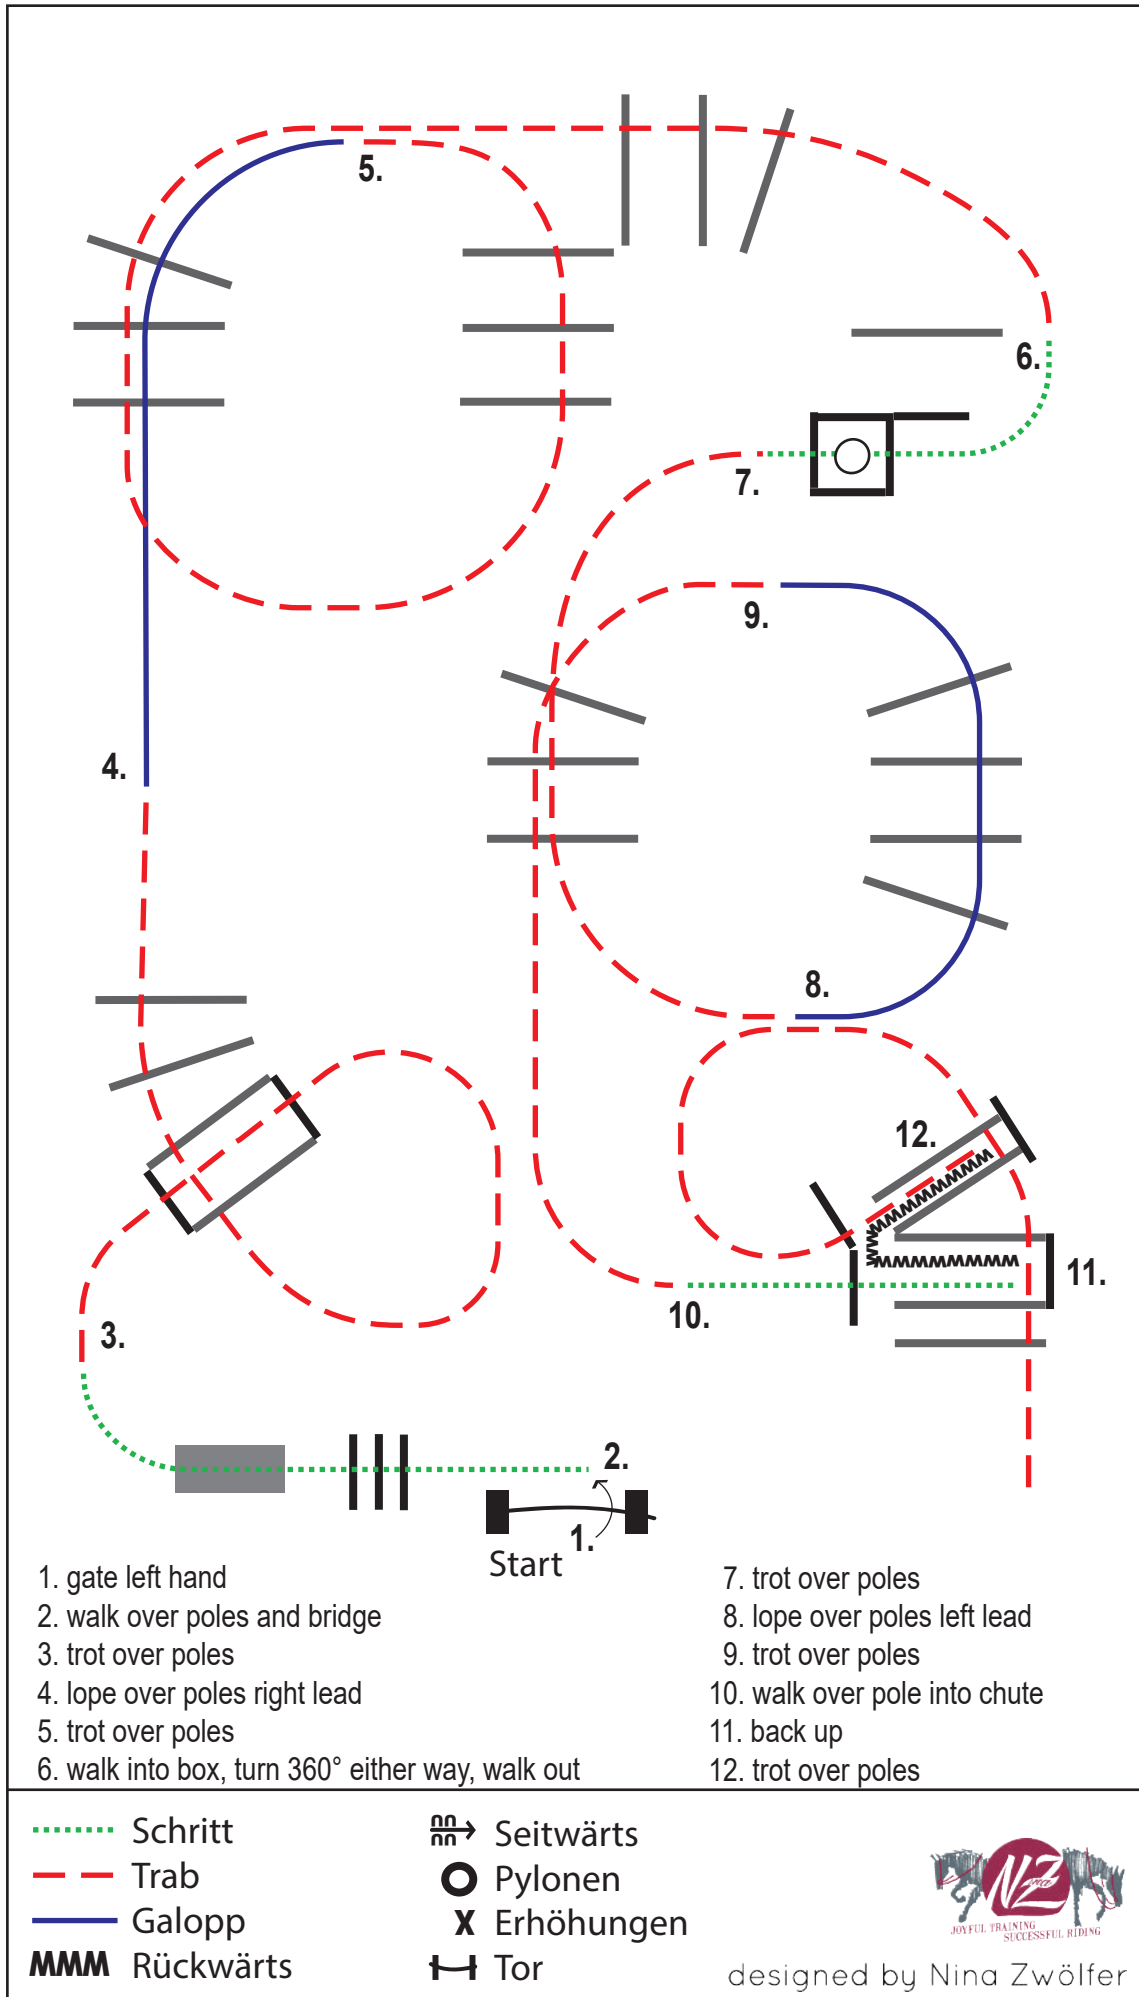 5.
6.
7.
9.
4.
8.
12.
11.
10.
3.
2.
1.
Start
1. gate left hand
2. walk over poles and bridge
3. trot over poles
4. lope over poles right lead
5. trot over poles
6. walk into box, turn 360° either way, walk out
7. trot over poles
8. lope over poles left lead
9. trot over poles
10. walk over pole into chute
11. back up
12. trot over poles
Schritt
Trab
Galopp
Rückwärts
Seitwärts
Pylonen
X Erhöhungen
Tor
NZ
JOYFUL TRAINING
SUCCESSFUL RIDING
designed by Nina Zwölfer